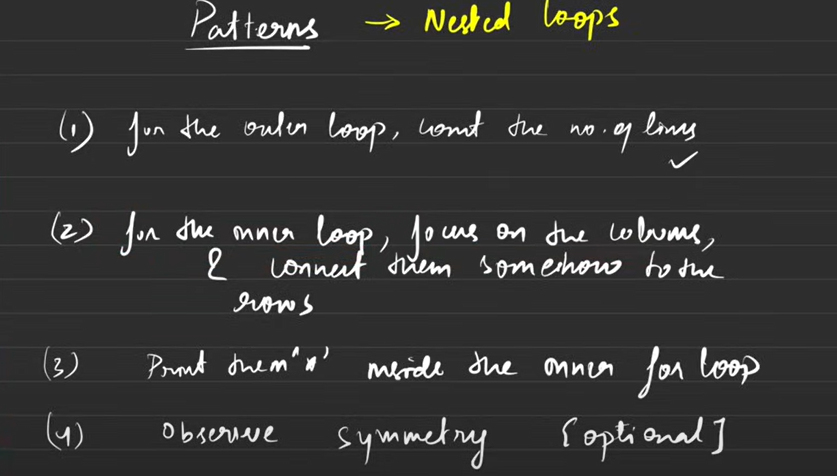 Patterns → Nested loops
(1) for the outer loop, count the no. of lines
(2) for the inner loop, focus on the columns,
& connect them somehow to the
rows
(3) Print them '*' inside the inner for loop
(4) Observe symmetry [optional]